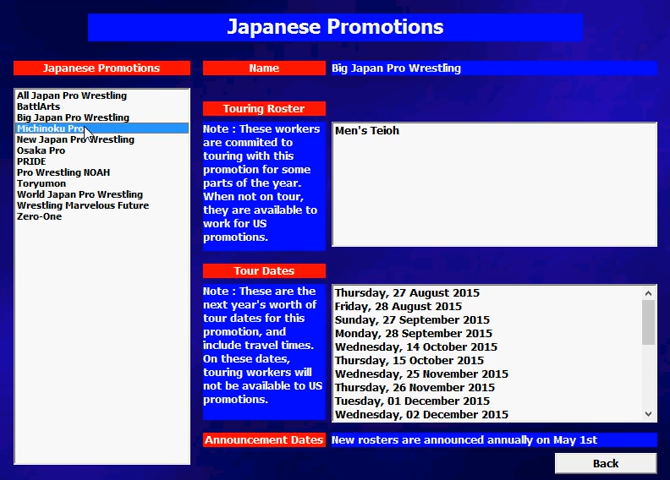 Japanese Promotions
Japanese Promotions
Name
Big Japan Pro Wrestling
All Japan Pro Wrestling
BattlArts
Big Japan Pro Wrestling
Michinoku Pro
New Japan Pro Wrestling
Osaka Pro
PRIDE
Pro Wrestling NOAH
Toryumon
World Japan Pro Wrestling
Wrestling Marvelous Future
Zero-One
Touring Roster
Note : These workers
are commited to
touring with this
promotion for some
parts of the year.
When not on tour,
they are available to
work for US
promotions.
Men's Teioh
Tour Dates
Note : These are the
next year's worth of
tour dates for this
promotion, and
include travel times.
On these dates,
touring workers will
not be available to US
promotions.
Thursday, 27 August 2015
Friday, 28 August 2015
Sunday, 27 September 2015
Monday, 28 September 2015
Wednesday, 14 October 2015
Thursday, 15 October 2015
Wednesday, 25 November 2015
Thursday, 26 November 2015
Tuesday, 01 December 2015
Wednesday, 02 December 2015
Announcement Dates
New rosters are announced annually on May 1st
Back